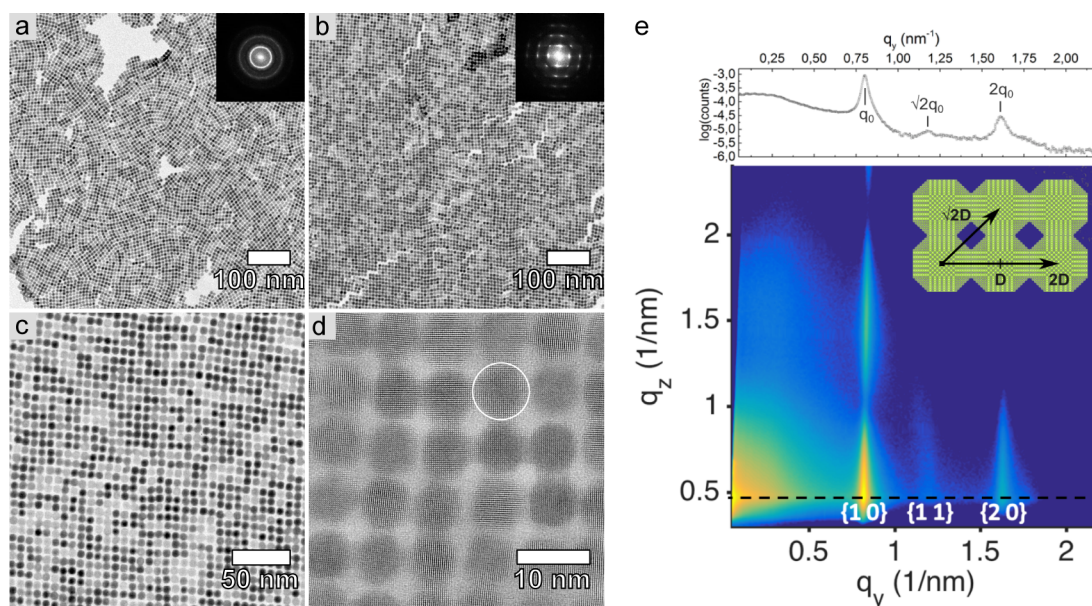 a
100 nm
b
100 nm
c
50 nm
d
10 nm
e
qy (nm⁻¹)
0,25 0,50 0,75 1,00 1,25 1,50 1,75 2,00
log(counts)
-3,0
-3,5
-4,0
-4,5
-5,0
-5,5
-6,0
q₀
√2q₀
2q₀
qz (1/nm)
2
1.5
1
0.5
√2D
D
2D
{1 0} {1 1} {2 0}
0.5 1 1.5 2
qy (1/nm)